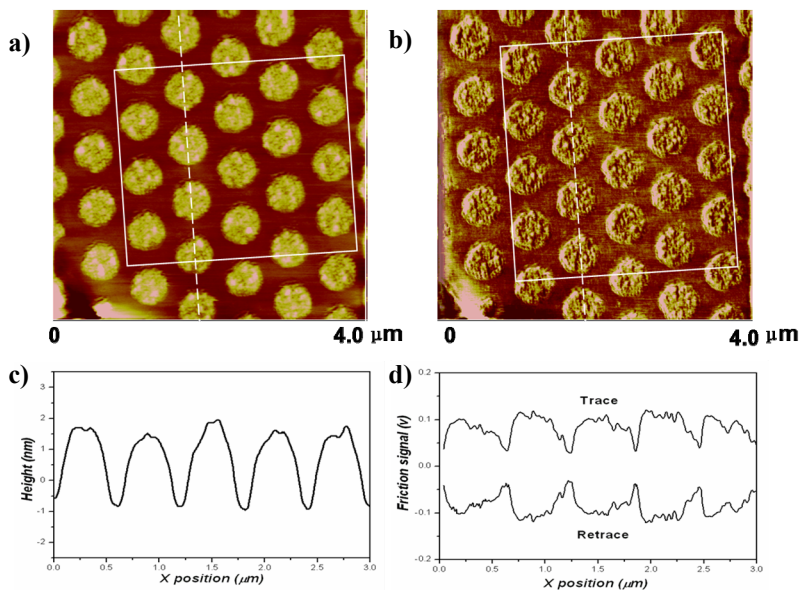 a)
b)
0 4.0 μm
0 4.0 μm
c)
3
2
1
0
-1
-2
Height (nm)
0.0 0.5 1.0 1.5 2.0 2.5 3.0
X position (μm)
d)
0.2
0.1
0.0
-0.1
-0.2
Friction signal (v)
Trace
Retrace
0.0 0.5 1.0 1.5 2.0 2.5 3.0
X position (μm)